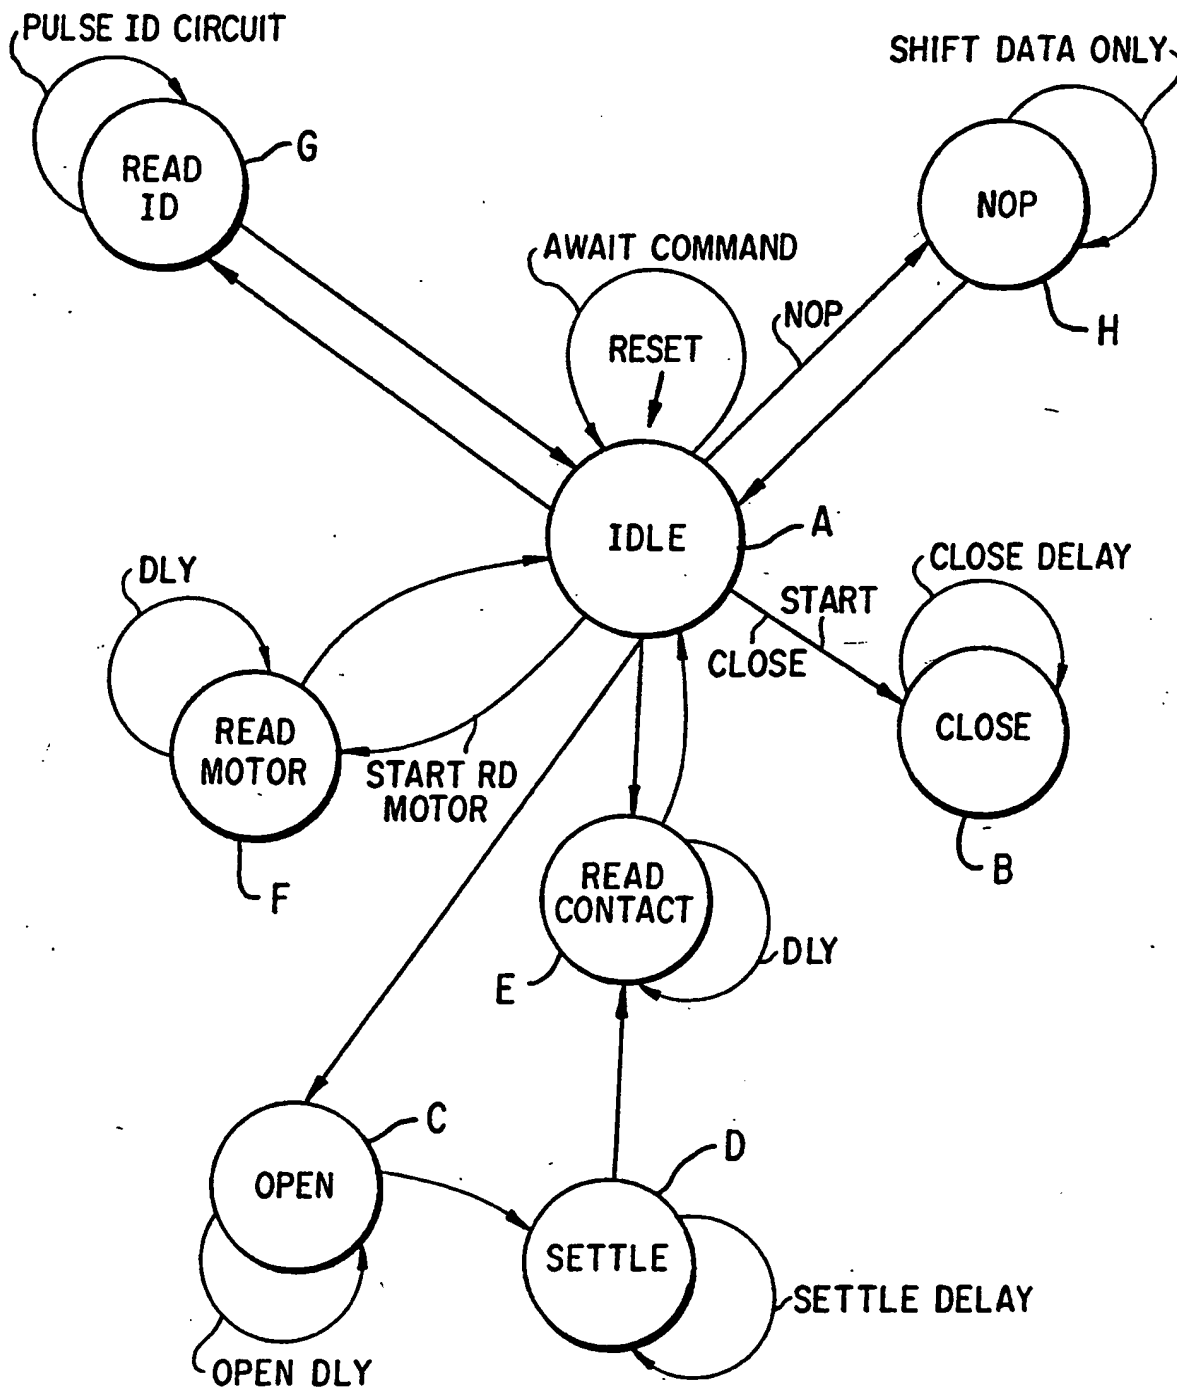 PULSE ID CIRCUIT
SHIFT DATA ONLY
READ
ID
G
NOP
H
AWAIT COMMAND
RESET
NOP
IDLE
A
DLY
CLOSE DELAY
START
CLOSE
CLOSE
B
READ
MOTOR
F
START RD
MOTOR
READ
CONTACT
E
DLY
C
OPEN
D
SETTLE
SETTLE DELAY
OPEN DLY